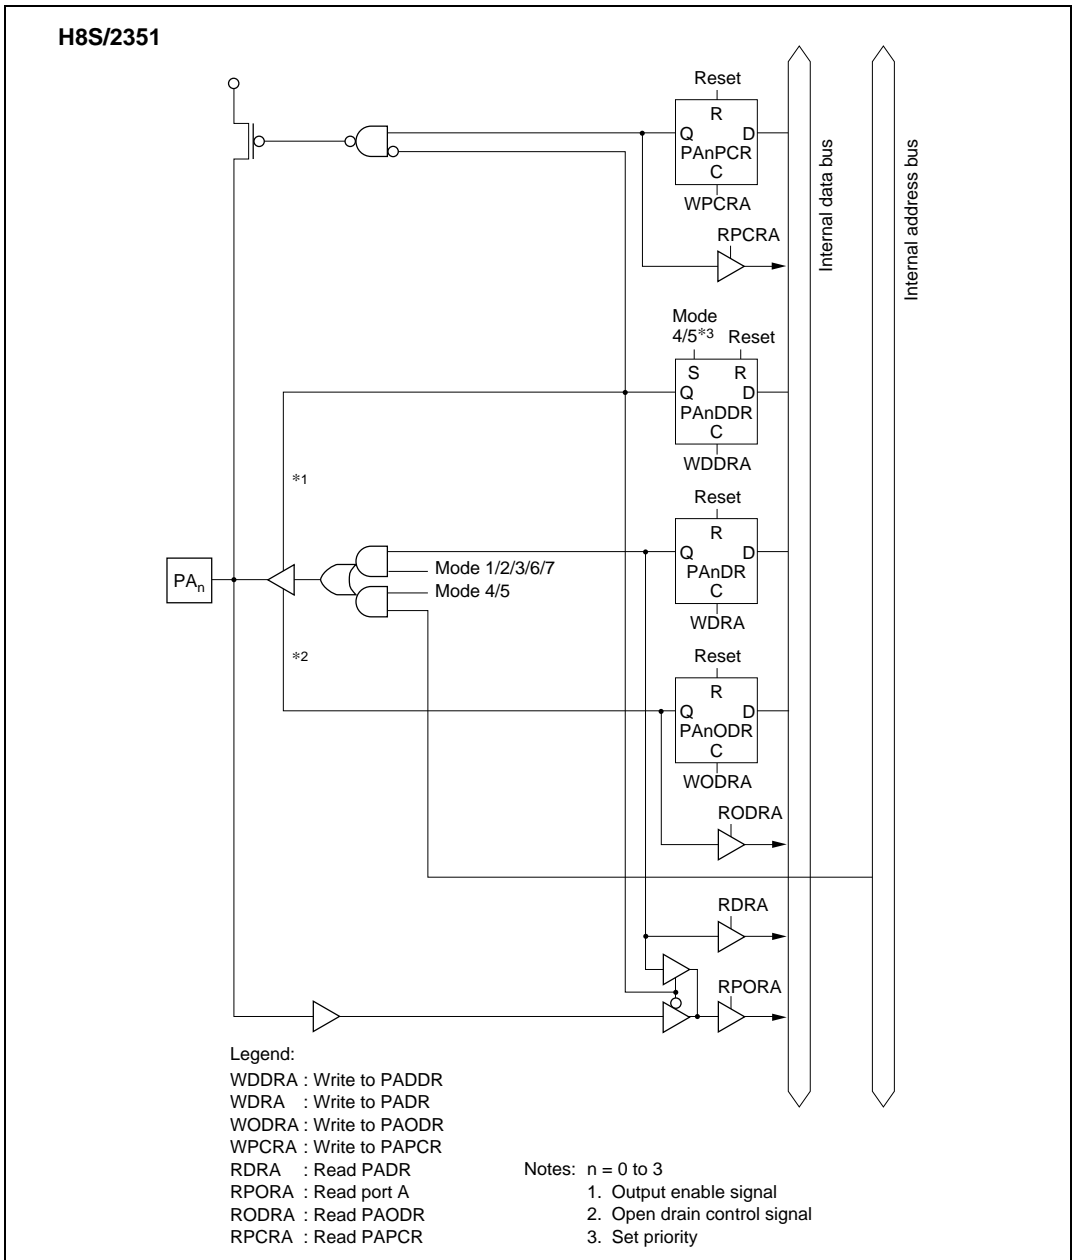 H8S/2351
Reset
R
Q D
PAnPCR
C
WPCRA
RPCRA
Internal data bus
Internal address bus
Mode
4/5*3 Reset
S R
Q D
PAnDDR
C
WDDRA
*1
Reset
R
Q D
PAnDR
C
WDRA
Mode 1/2/3/6/7
Mode 4/5
PAn
*2
Reset
R
Q D
PAnODR
C
WODRA
RODRA
RDRA
RPORA
Legend:
WDDRA : Write to PADDR
WDRA : Write to PADR
WODRA : Write to PAODR
WPCRA : Write to PAPCR
RDRA : Read PADR
RPORA : Read port A
RODRA : Read PAODR
RPCRA : Read PAPCR
Notes: n = 0 to 3
1. Output enable signal
2. Open drain control signal
3. Set priority